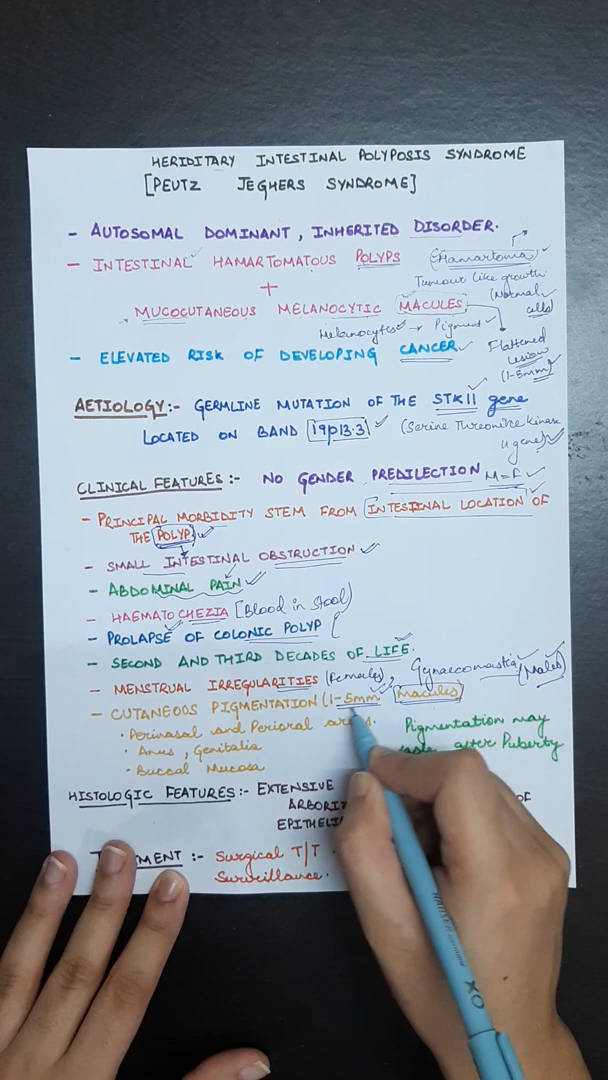 HERIDITARY INTESTINAL POLYPOSIS SYNDROME
[PEUTZ JEGHERS SYNDROME]
- AUTOSOMAL DOMINANT, INHERITED DISORDER.
- INTESTINAL HAMARTOMATOUS POLYPS (Hamartoma)
Tumour like growth
+ (Normal
MUCOCUTANEOUS MELANOCYTIC MACULES cells)
Melanocytes → Pigment
Flattened
- ELEVATED RISK OF DEVELOPING CANCER lesion
(1-5mm)
AETIOLOGY:- GERMLINE MUTATION OF THE STK11 gene
LOCATED ON BAND 19p13.3 (Serine Threonine kinase
11 gene)
CLINICAL FEATURES:- NO GENDER PREDILECTION M=F
- PRINCIPAL MORBIDITY STEM FROM INTESTINAL LOCATION OF
THE POLYP.
- SMALL INTESTINAL OBSTRUCTION
- ABDOMINAL PAIN
- HAEMATOCHEZIA [Blood in Stool)
- PROLAPSE OF COLONIC POLYP
- SECOND AND THIRD DECADES OF LIFE.
- MENSTRUAL IRREGULARITIES (Females), Gynaecomastia (Males)
- CUTANEOUS PIGMENTATION (1-5mm Macules)
• Perinasal and Perioral areas. Pigmentation may
• Anus, Genitalia after Puberty
• Buccal Mucosa
HISTOLOGIC FEATURES:- EXTENSIVE OF
EPITHELI
:- Surgical T/T
Surveillance.
XO